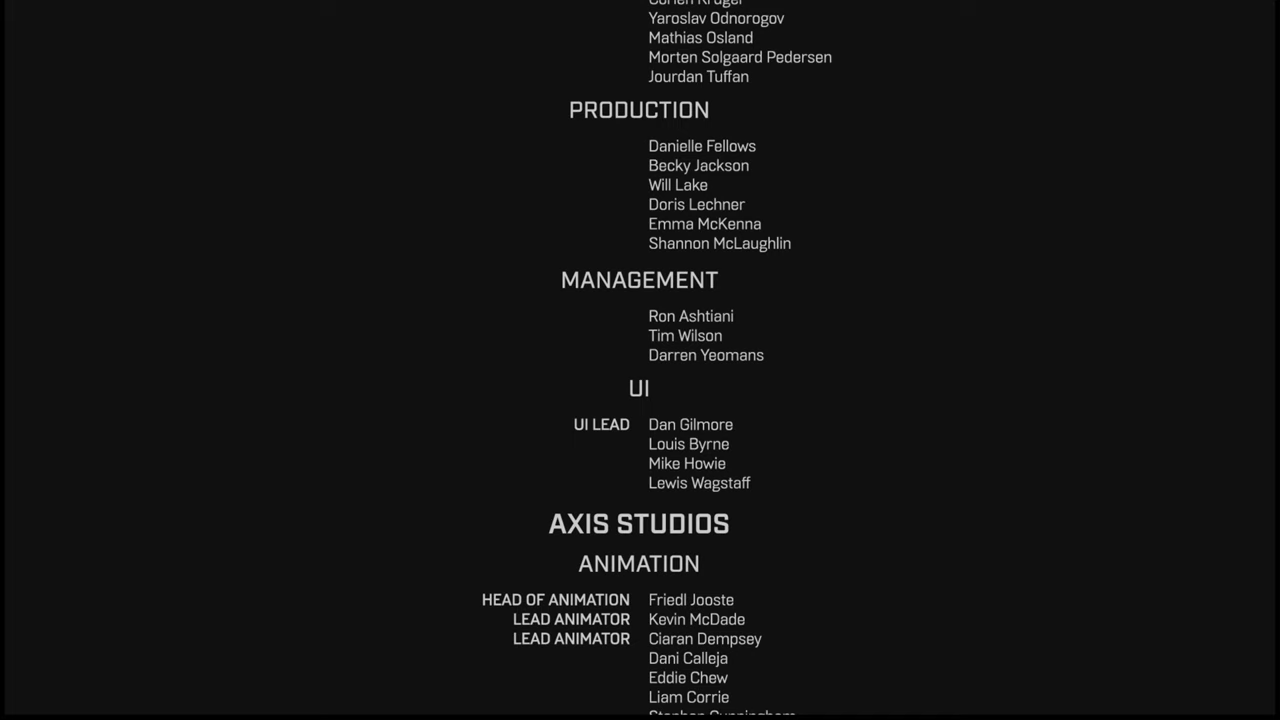 Yaroslav Odnorogov
Mathias Osland
Morten Solgaard Pedersen
Jourdan Tuffan
PRODUCTION
Danielle Fellows
Becky Jackson
Will Lake
Doris Lechner
Emma McKenna
Shannon McLaughlin
MANAGEMENT
Ron Ashtiani
Tim Wilson
Darren Yeomans
UI
UI LEAD Dan Gilmore
Louis Byrne
Mike Howie
Lewis Wagstaff
AXIS STUDIOS
ANIMATION
HEAD OF ANIMATION Friedl Jooste
LEAD ANIMATOR Kevin McDade
LEAD ANIMATOR Ciaran Dempsey
Dani Calleja
Eddie Chew
Liam Corrie